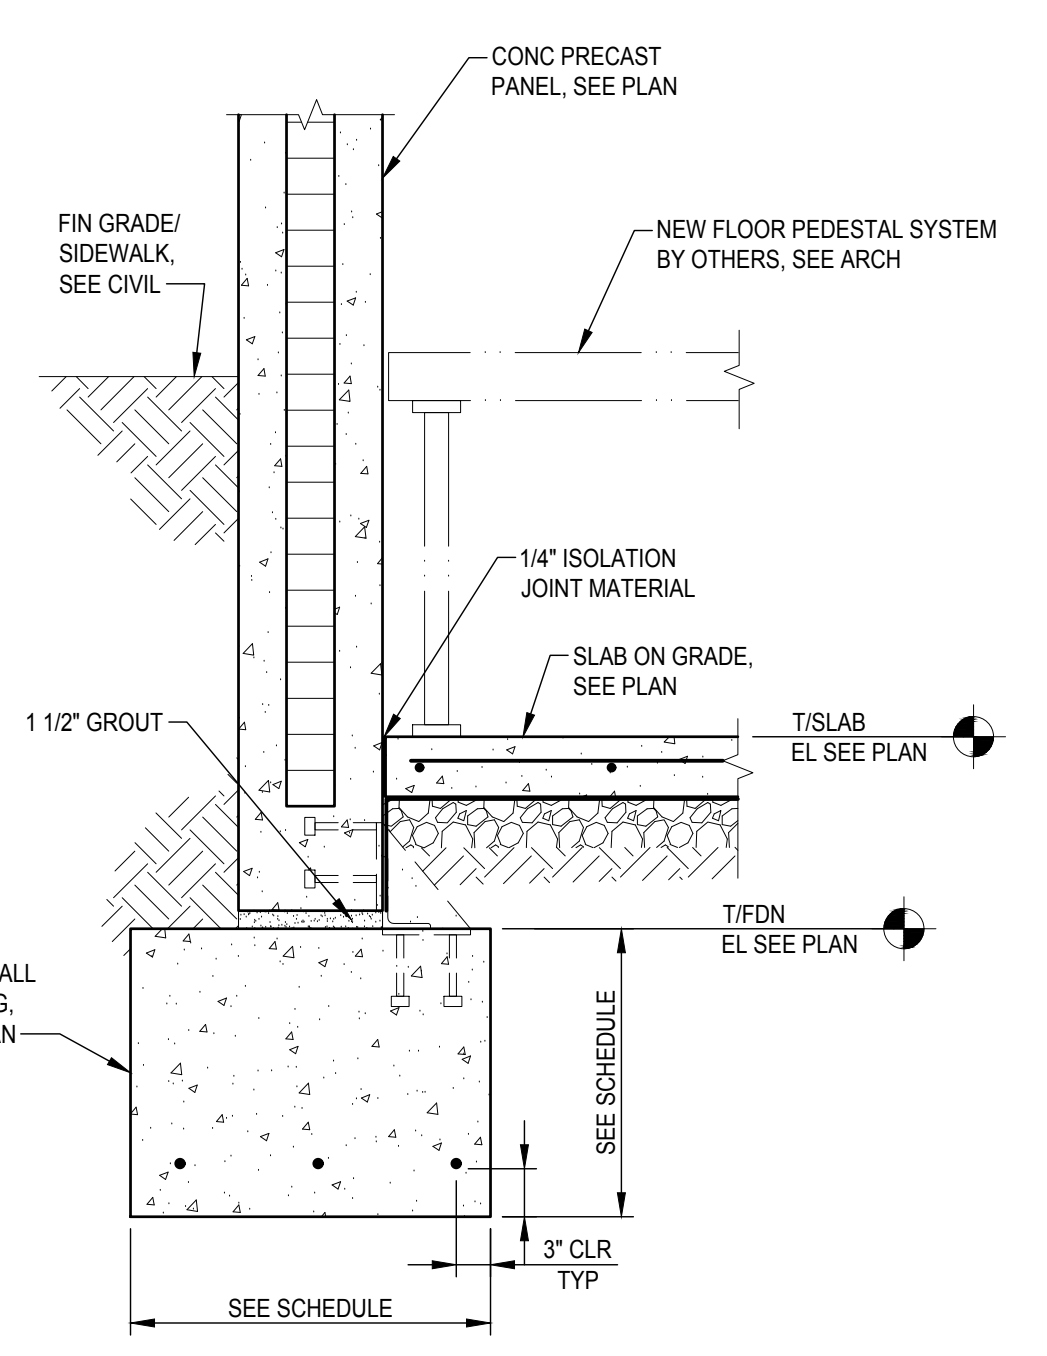 CONC PRECAST
PANEL, SEE PLAN
FIN GRADE/
SIDEWALK,
SEE CIVIL
NEW FLOOR PEDESTAL SYSTEM
BY OTHERS, SEE ARCH
1/4" ISOLATION
JOINT MATERIAL
SLAB ON GRADE,
SEE PLAN
1 1/2" GROUT
T/SLAB
EL SEE PLAN
T/FDN
EL SEE PLAN
SEE SCHEDULE
3" CLR
TYP
SEE SCHEDULE